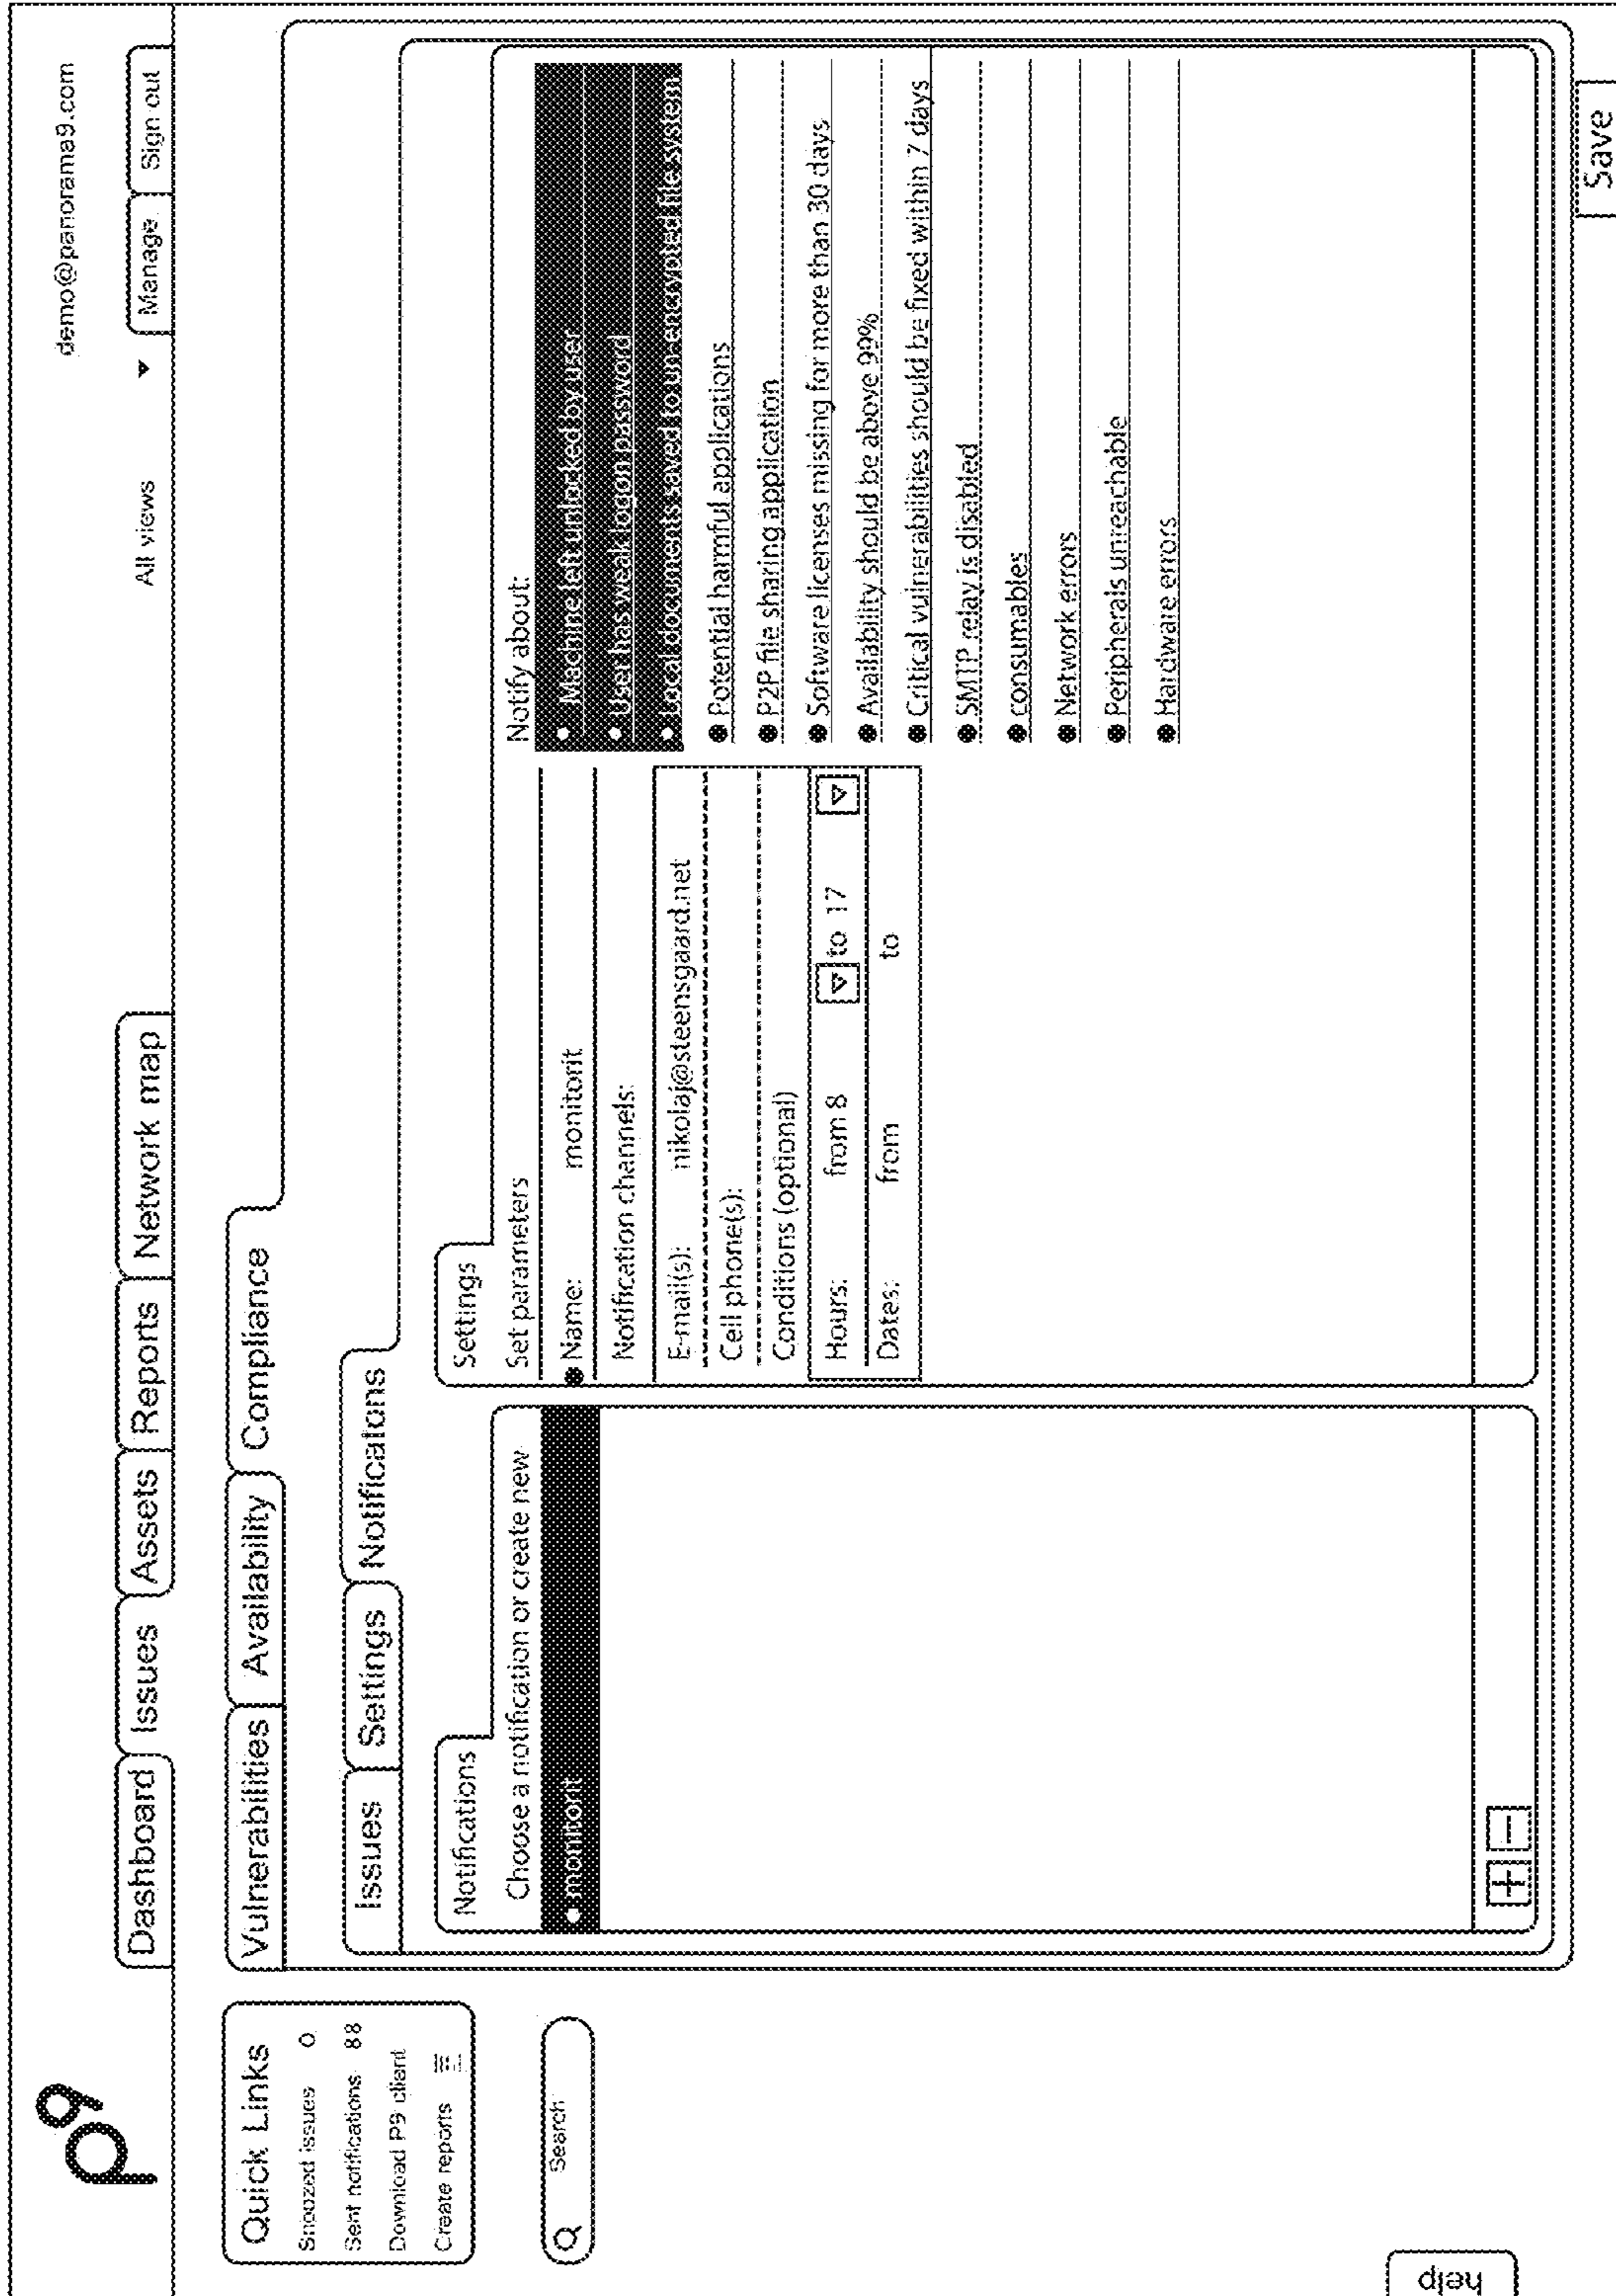 p9
demo@panorama9.com
Dashboard Issues Assets Reports Network map All views Manage Sign out
Quick Links
Snoozed issues 0
Sent notifications 88
Download P9 client
Create reports
Search
help
Vulnerabilities Availability Compliance
Issues Settings Notificatons
Notifications
Choose a notification or create new
monitorit
+ −
Settings
Set parameters
Name: monitorit
Notification channels:
E-mail(s): nikolaj@steensgaard.net
Cell phone(s):
Conditions (optional)
Hours: from 8 to 17
Dates: from to
Notify about:
Machine left unlocked by user
User has weak logon password
Local documents saved to un-encrypted file system
Potential harmful applications
P2P file sharing application
Software licenses missing for more than 30 days
Availability should be above 99%
Critical vulnerabilities should be fixed within 7 days
SMTP relay is disabled
consumables
Network errors
Peripherals unreachable
Hardware errors
Save